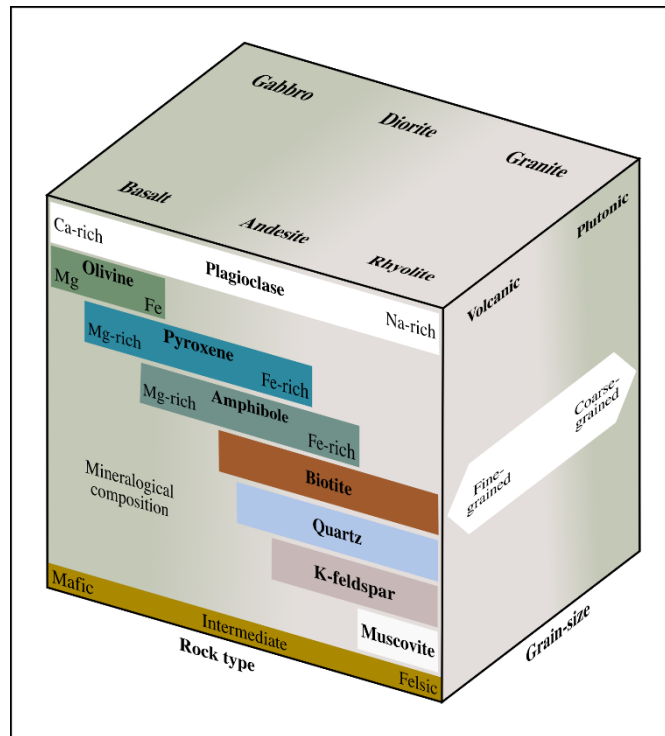 Gabbro
Diorite
Granite
Basalt
Andesite
Rhyolite
Plutonic
Volcanic
Ca-rich
Plagioclase
Na-rich
Olivine
Mg
Fe
Pyroxene
Mg-rich
Fe-rich
Amphibole
Mg-rich
Fe-rich
Biotite
Quartz
K-feldspar
Muscovite
Mineralogical
composition
Coarse-
grained
Fine-
grained
Mafic
Intermediate
Felsic
Rock type
Grain-size